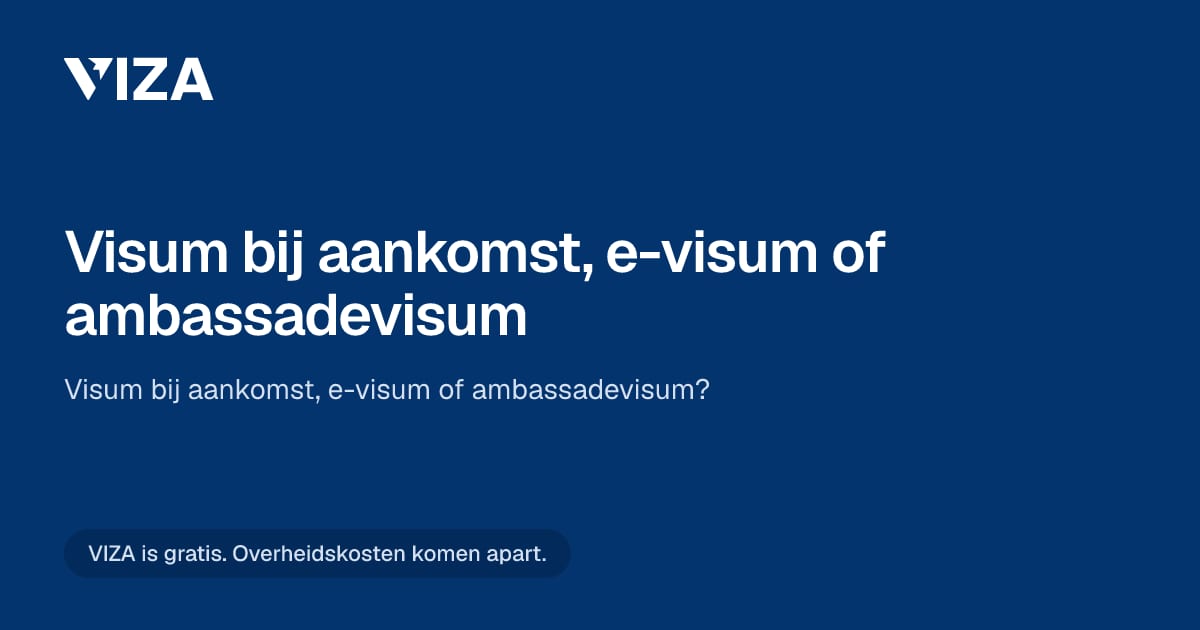 VIZA
Visum bij aankomst, e-visum of
ambassadevisum
Visum bij aankomst, e-visum of ambassadevisum?
VIZA is gratis. Overheidskosten komen apart.